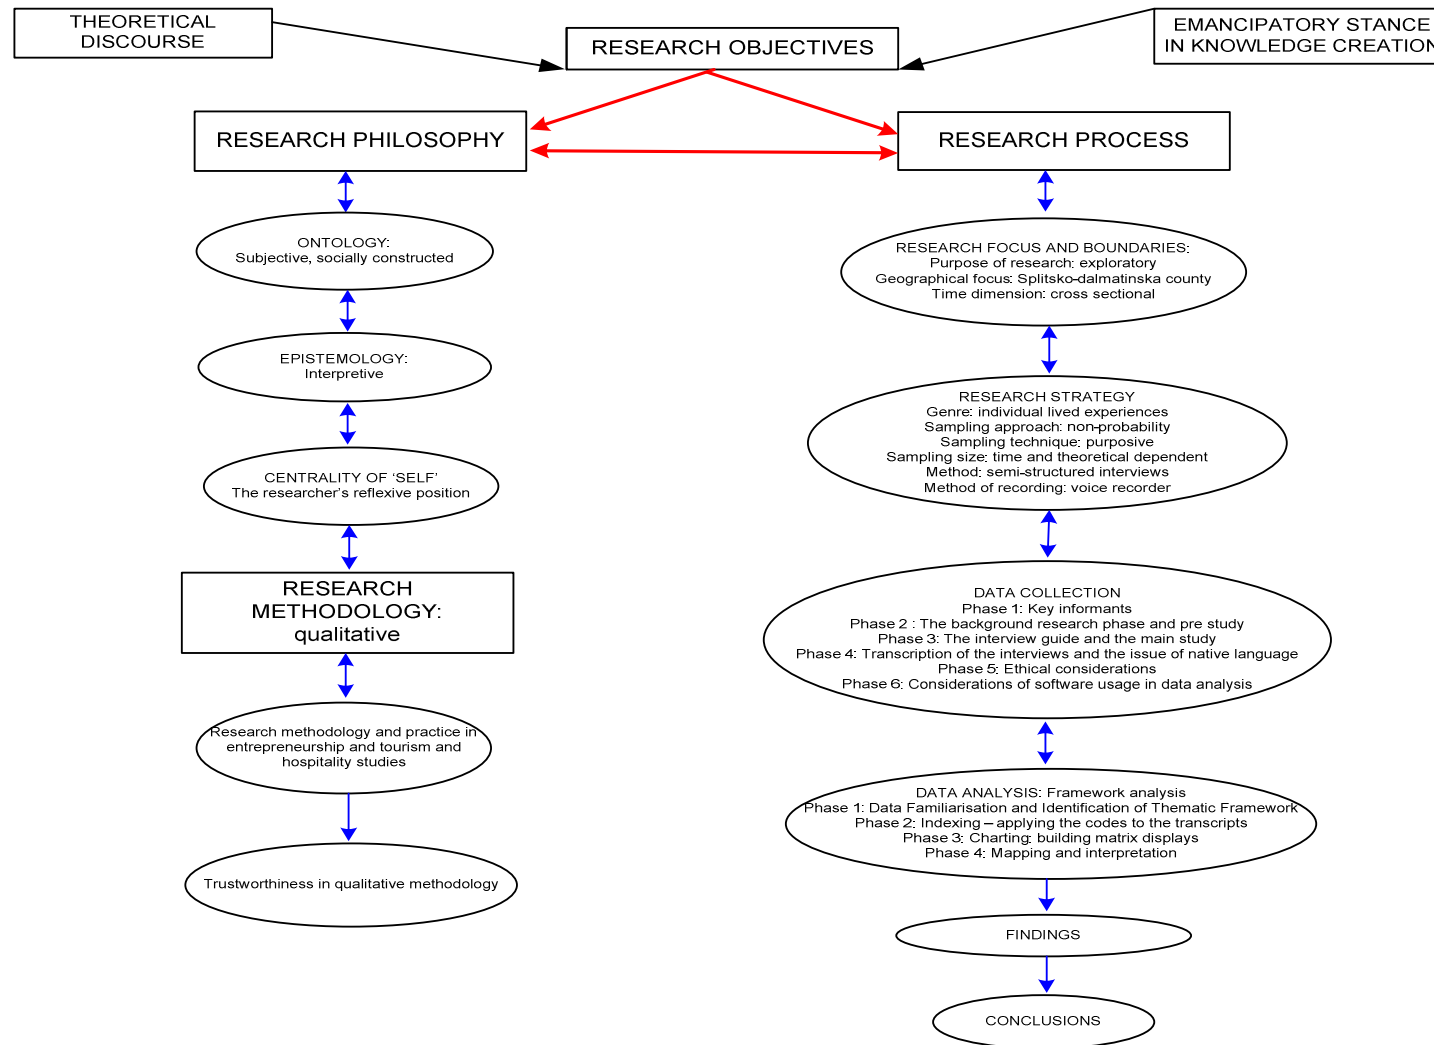 THEORETICAL
DISCOURSE
RESEARCH OBJECTIVES
EMANCIPATORY STANCE
IN KNOWLEDGE CREATION
RESEARCH PHILOSOPHY
RESEARCH PROCESS
ONTOLOGY:
Subjective, socially constructed
EPISTEMOLOGY:
Interpretive
CENTRALITY OF ‘SELF’
The researcher’s reflexive position
RESEARCH
METHODOLOGY:
qualitative
Research methodology and practice in
entrepreneurship and tourism and
hospitality studies
Trustworthiness in qualitative methodology
RESEARCH FOCUS AND BOUNDARIES:
Purpose of research: exploratory
Geographical focus: Splitsko-dalmatinska county
Time dimension: cross sectional
RESEARCH STRATEGY
Genre: individual lived experiences
Sampling approach: non-probability
Sampling technique: purposive
Sampling size: time and theoretical dependent
Method: semi-structured interviews
Method of recording: voice recorder
DATA COLLECTION
Phase 1: Key informants
Phase 2 : The background research phase and pre study
Phase 3: The interview guide and the main study
Phase 4: Transcription of the interviews and the issue of native language
Phase 5: Ethical considerations
Phase 6: Considerations of software usage in data analysis
DATA ANALYSIS: Framework analysis
Phase 1: Data Familiarisation and Identification of Thematic Framework
Phase 2: Indexing – applying the codes to the transcripts
Phase 3: Charting: building matrix displays
Phase 4: Mapping and interpretation
FINDINGS
CONCLUSIONS